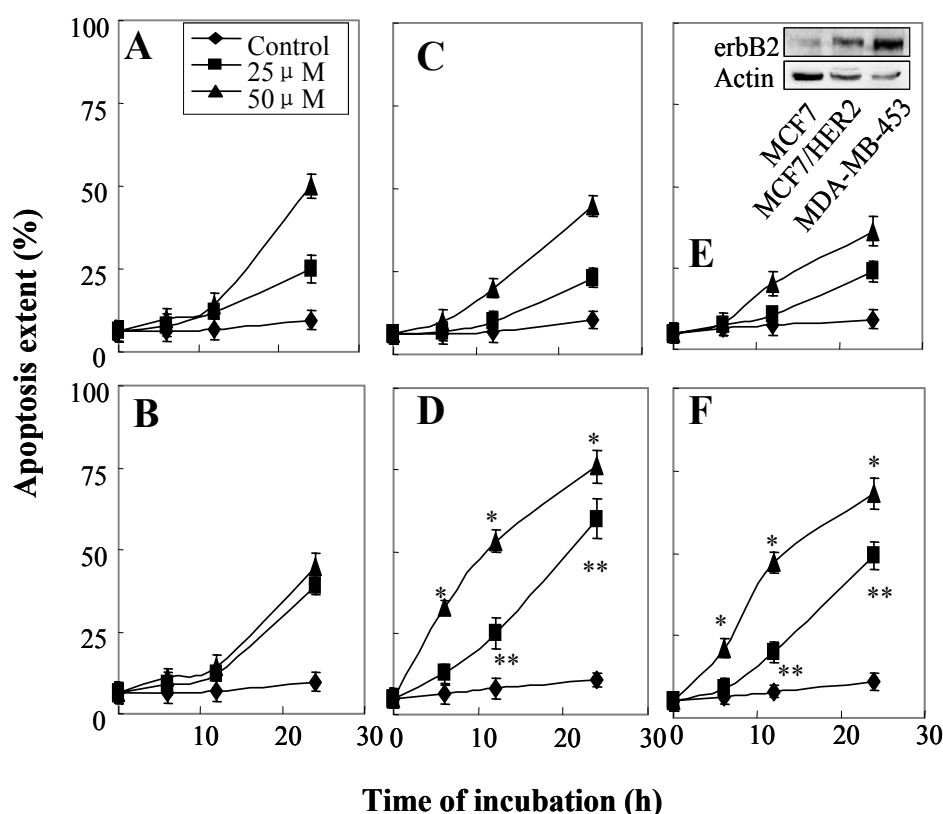 Apoptosis extent (%)
100
75
50
25
0
A
Control
25 μ M
50 μ M
C
E
erbB2
Actin
MCF7
MCF7/HER2
MDA-MB-453
100
75
50
25
0
B
10
20
30
D
*
*
*
**
**
0
10
20
30
F
*
*
*
**
**
0
10
20
30
Time of incubation (h)